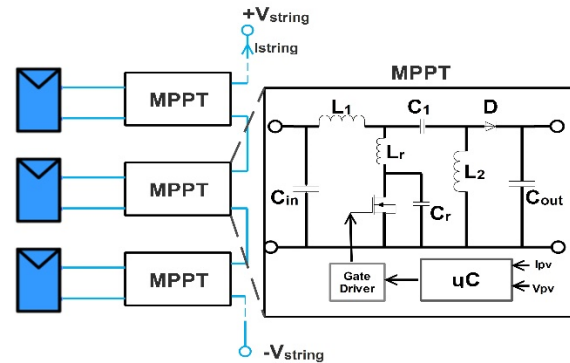 +Vstring
Istring
MPPT
MPPT
MPPT
-Vstring
MPPT
L1
C1
D
Lr
L2
Cin
Cr
Cout
Gate
Driver
uC
Ipv
Vpv